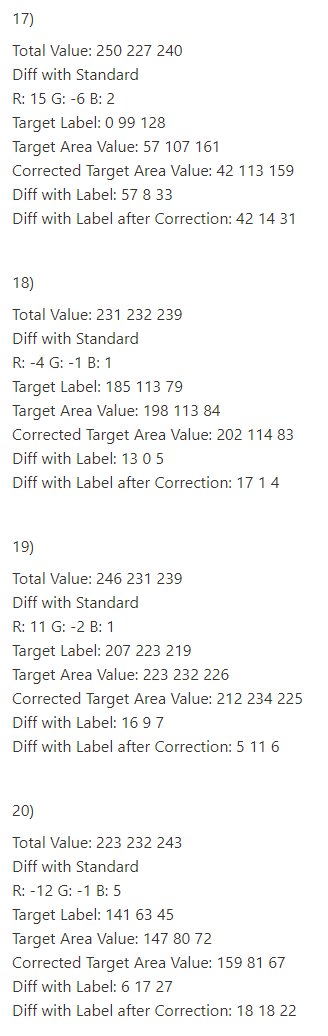 17)
Total Value: 250 227 240
Diff with Standard
R: 15 G: -6 B: 2
Target Label: 0 99 128
Target Area Value: 57 107 161
Corrected Target Area Value: 42 113 159
Diff with Label: 57 8 33
Diff with Label after Correction: 42 14 31
18)
Total Value: 231 232 239
Diff with Standard
R: -4 G: -1 B: 1
Target Label: 185 113 79
Target Area Value: 198 113 84
Corrected Target Area Value: 202 114 83
Diff with Label: 13 0 5
Diff with Label after Correction: 17 1 4
19)
Total Value: 246 231 239
Diff with Standard
R: 11 G: -2 B: 1
Target Label: 207 223 219
Target Area Value: 223 232 226
Corrected Target Area Value: 212 234 225
Diff with Label: 16 9 7
Diff with Label after Correction: 5 11 6
20)
Total Value: 223 232 243
Diff with Standard
R: -12 G: -1 B: 5
Target Label: 141 63 45
Target Area Value: 147 80 72
Corrected Target Area Value: 159 81 67
Diff with Label: 6 17 27
Diff with Label after Correction: 18 18 22